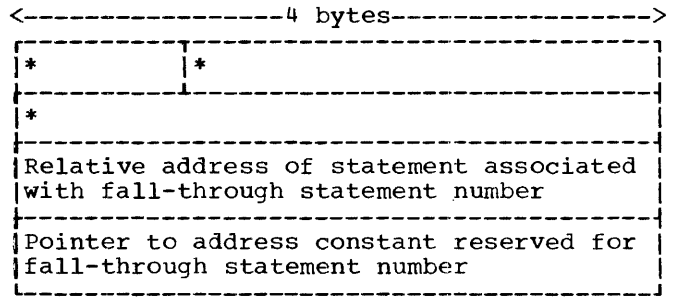 <-----------------4 bytes----------------->
* *
*
Relative address of statement associated
with fall-through statement number
Pointer to address constant reserved for
fall-through statement number